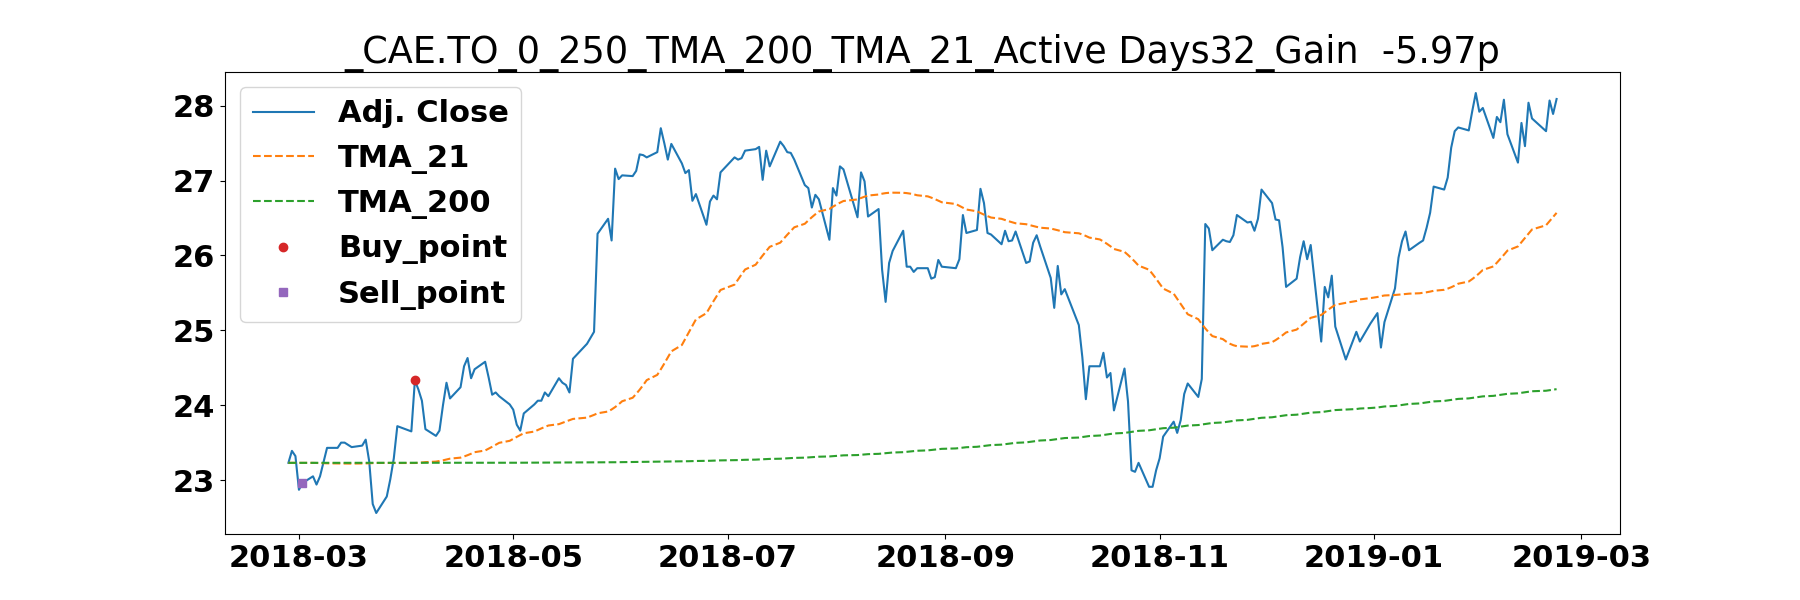 _CAE.TO_0_250_TMA_200_TMA_21_Active Days32_Gain  -5.97p
28
27
26
25
24
23
Adj. Close
TMA_21
TMA_200
Buy_point
Sell_point
2018-03 2018-05 2018-07 2018-09 2018-11 2019-01 2019-03